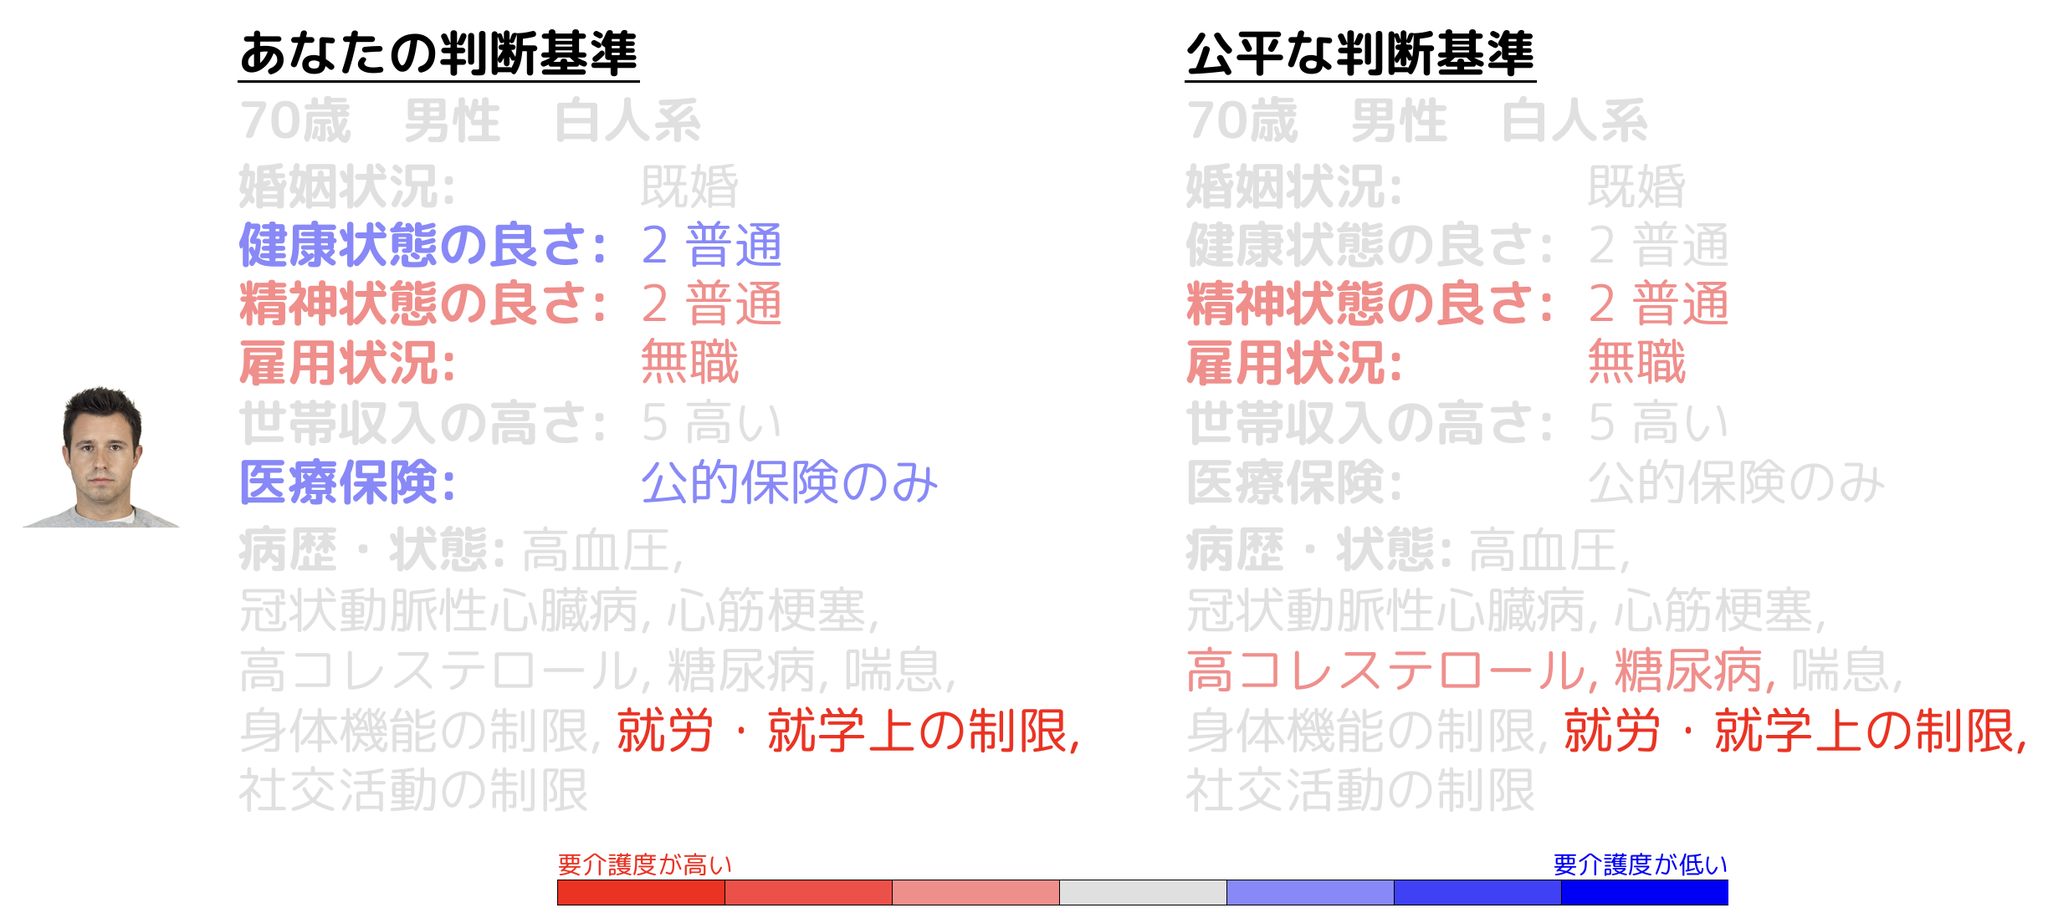 あなたの判断基準
70歳　男性　白人系
婚姻状況: 既婚
健康状態の良さ: 2 普通
精神状態の良さ: 2 普通
雇用状況: 無職
世帯収入の高さ: 5 高い
医療保険: 公的保険のみ
病歴・状態: 高血圧,
冠状動脈性心臓病, 心筋梗塞,
高コレステロール, 糖尿病, 喘息,
身体機能の制限, 就労・就学上の制限,
社交活動の制限
公平な判断基準
70歳　男性　白人系
婚姻状況: 既婚
健康状態の良さ: 2 普通
精神状態の良さ: 2 普通
雇用状況: 無職
世帯収入の高さ: 5 高い
医療保険: 公的保険のみ
病歴・状態: 高血圧,
冠状動脈性心臓病, 心筋梗塞,
高コレステロール, 糖尿病, 喘息,
身体機能の制限, 就労・就学上の制限,
社交活動の制限
要介護度が高い
要介護度が低い